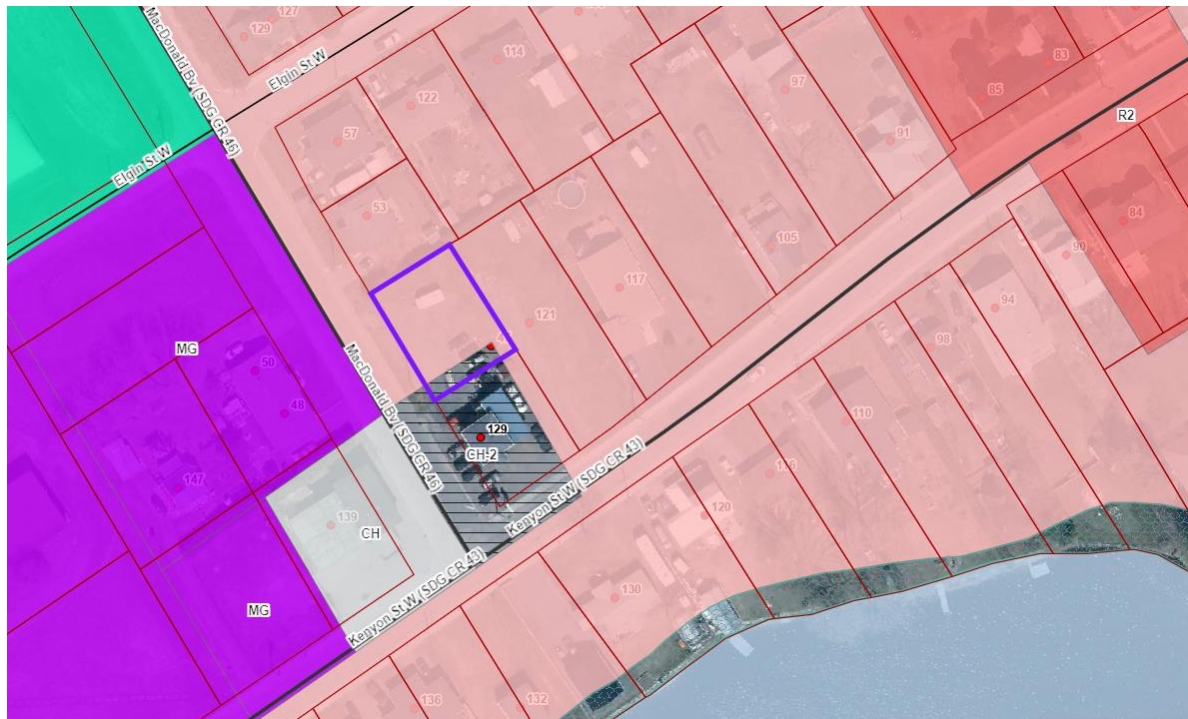 127
129
MacDonald Bv (SDG CR 46)
Elgin St W
114
97
83
85
122
57
91
R2
Elgin St W
53
84
105
90
117
121
94
MG
MacDonald Bv (SDG CR 46)
98
50
48
110
129
CH-2
116
147
Kenyon St W (SDG CR 43)
120
139
CH
Kenyon St W (SDG CR 43)
130
MG
136
132